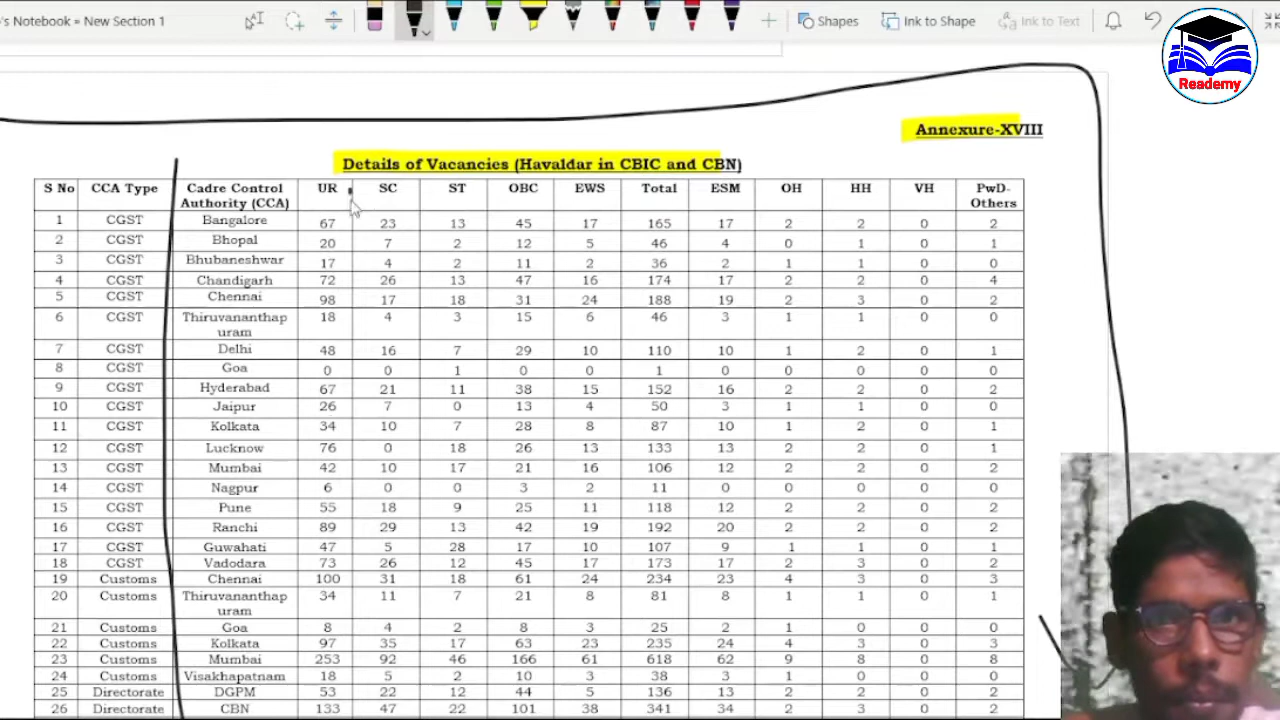 's Notebook » New Section 1
Shapes
Ink to Shape
Ink to Text
Reademy
Annexure-XVIII
Details of Vacancies (Havaldar in CBIC and CBN)
S No CCA Type Cadre Control Authority (CCA) UR SC ST OBC EWS Total ESM OH HH VH PwD-Others
1 CGST Bangalore 67 23 13 45 17 165 17 2 2 0 2
2 CGST Bhopal 20 7 2 12 5 46 4 0 1 0 1
3 CGST Bhubaneshwar 17 4 2 11 2 36 2 1 1 0 0
4 CGST Chandigarh 72 26 13 47 16 174 17 2 2 0 4
5 CGST Chennai 98 17 18 31 24 188 19 2 3 0 2
6 CGST Thiruvananthapuram 18 4 3 15 6 46 3 1 1 0 0
7 CGST Delhi 48 16 7 29 10 110 10 1 2 0 1
8 CGST Goa 0 0 1 0 0 1 0 0 0 0 0
9 CGST Hyderabad 67 21 11 38 15 152 16 2 2 0 2
10 CGST Jaipur 26 7 0 13 4 50 3 1 1 0 0
11 CGST Kolkata 34 10 7 28 8 87 10 1 2 0 1
12 CGST Lucknow 76 0 18 26 13 133 13 2 2 0 1
13 CGST Mumbai 42 10 17 21 16 106 12 2 2 0 2
14 CGST Nagpur 6 0 0 3 2 11 0 0 0 0 0
15 CGST Pune 55 18 9 25 11 118 12 2 2 0 2
16 CGST Ranchi 89 29 13 42 19 192 20 2 2 0 2
17 CGST Guwahati 47 5 28 17 10 107 9 1 1 0 1
18 CGST Vadodara 73 26 12 45 17 173 17 2 3 0 2
19 Customs Chennai 100 31 18 61 24 234 23 4 3 0 3
20 Customs Thiruvananthapuram 34 11 7 21 8 81 8 1 1 0 1
21 Customs Goa 8 4 2 8 3 25 2 1 0 0 0
22 Customs Kolkata 97 35 17 63 23 235 24 4 3 0 3
23 Customs Mumbai 253 92 46 166 61 618 62 9 8 0 8
24 Customs Visakhapatnam 18 5 2 10 3 38 3 1 0 0 0
25 Directorate DGPM 53 22 12 44 5 136 13 2 2 0 2
26 Directorate CBN 133 47 22 101 38 341 34 2 3 0 2